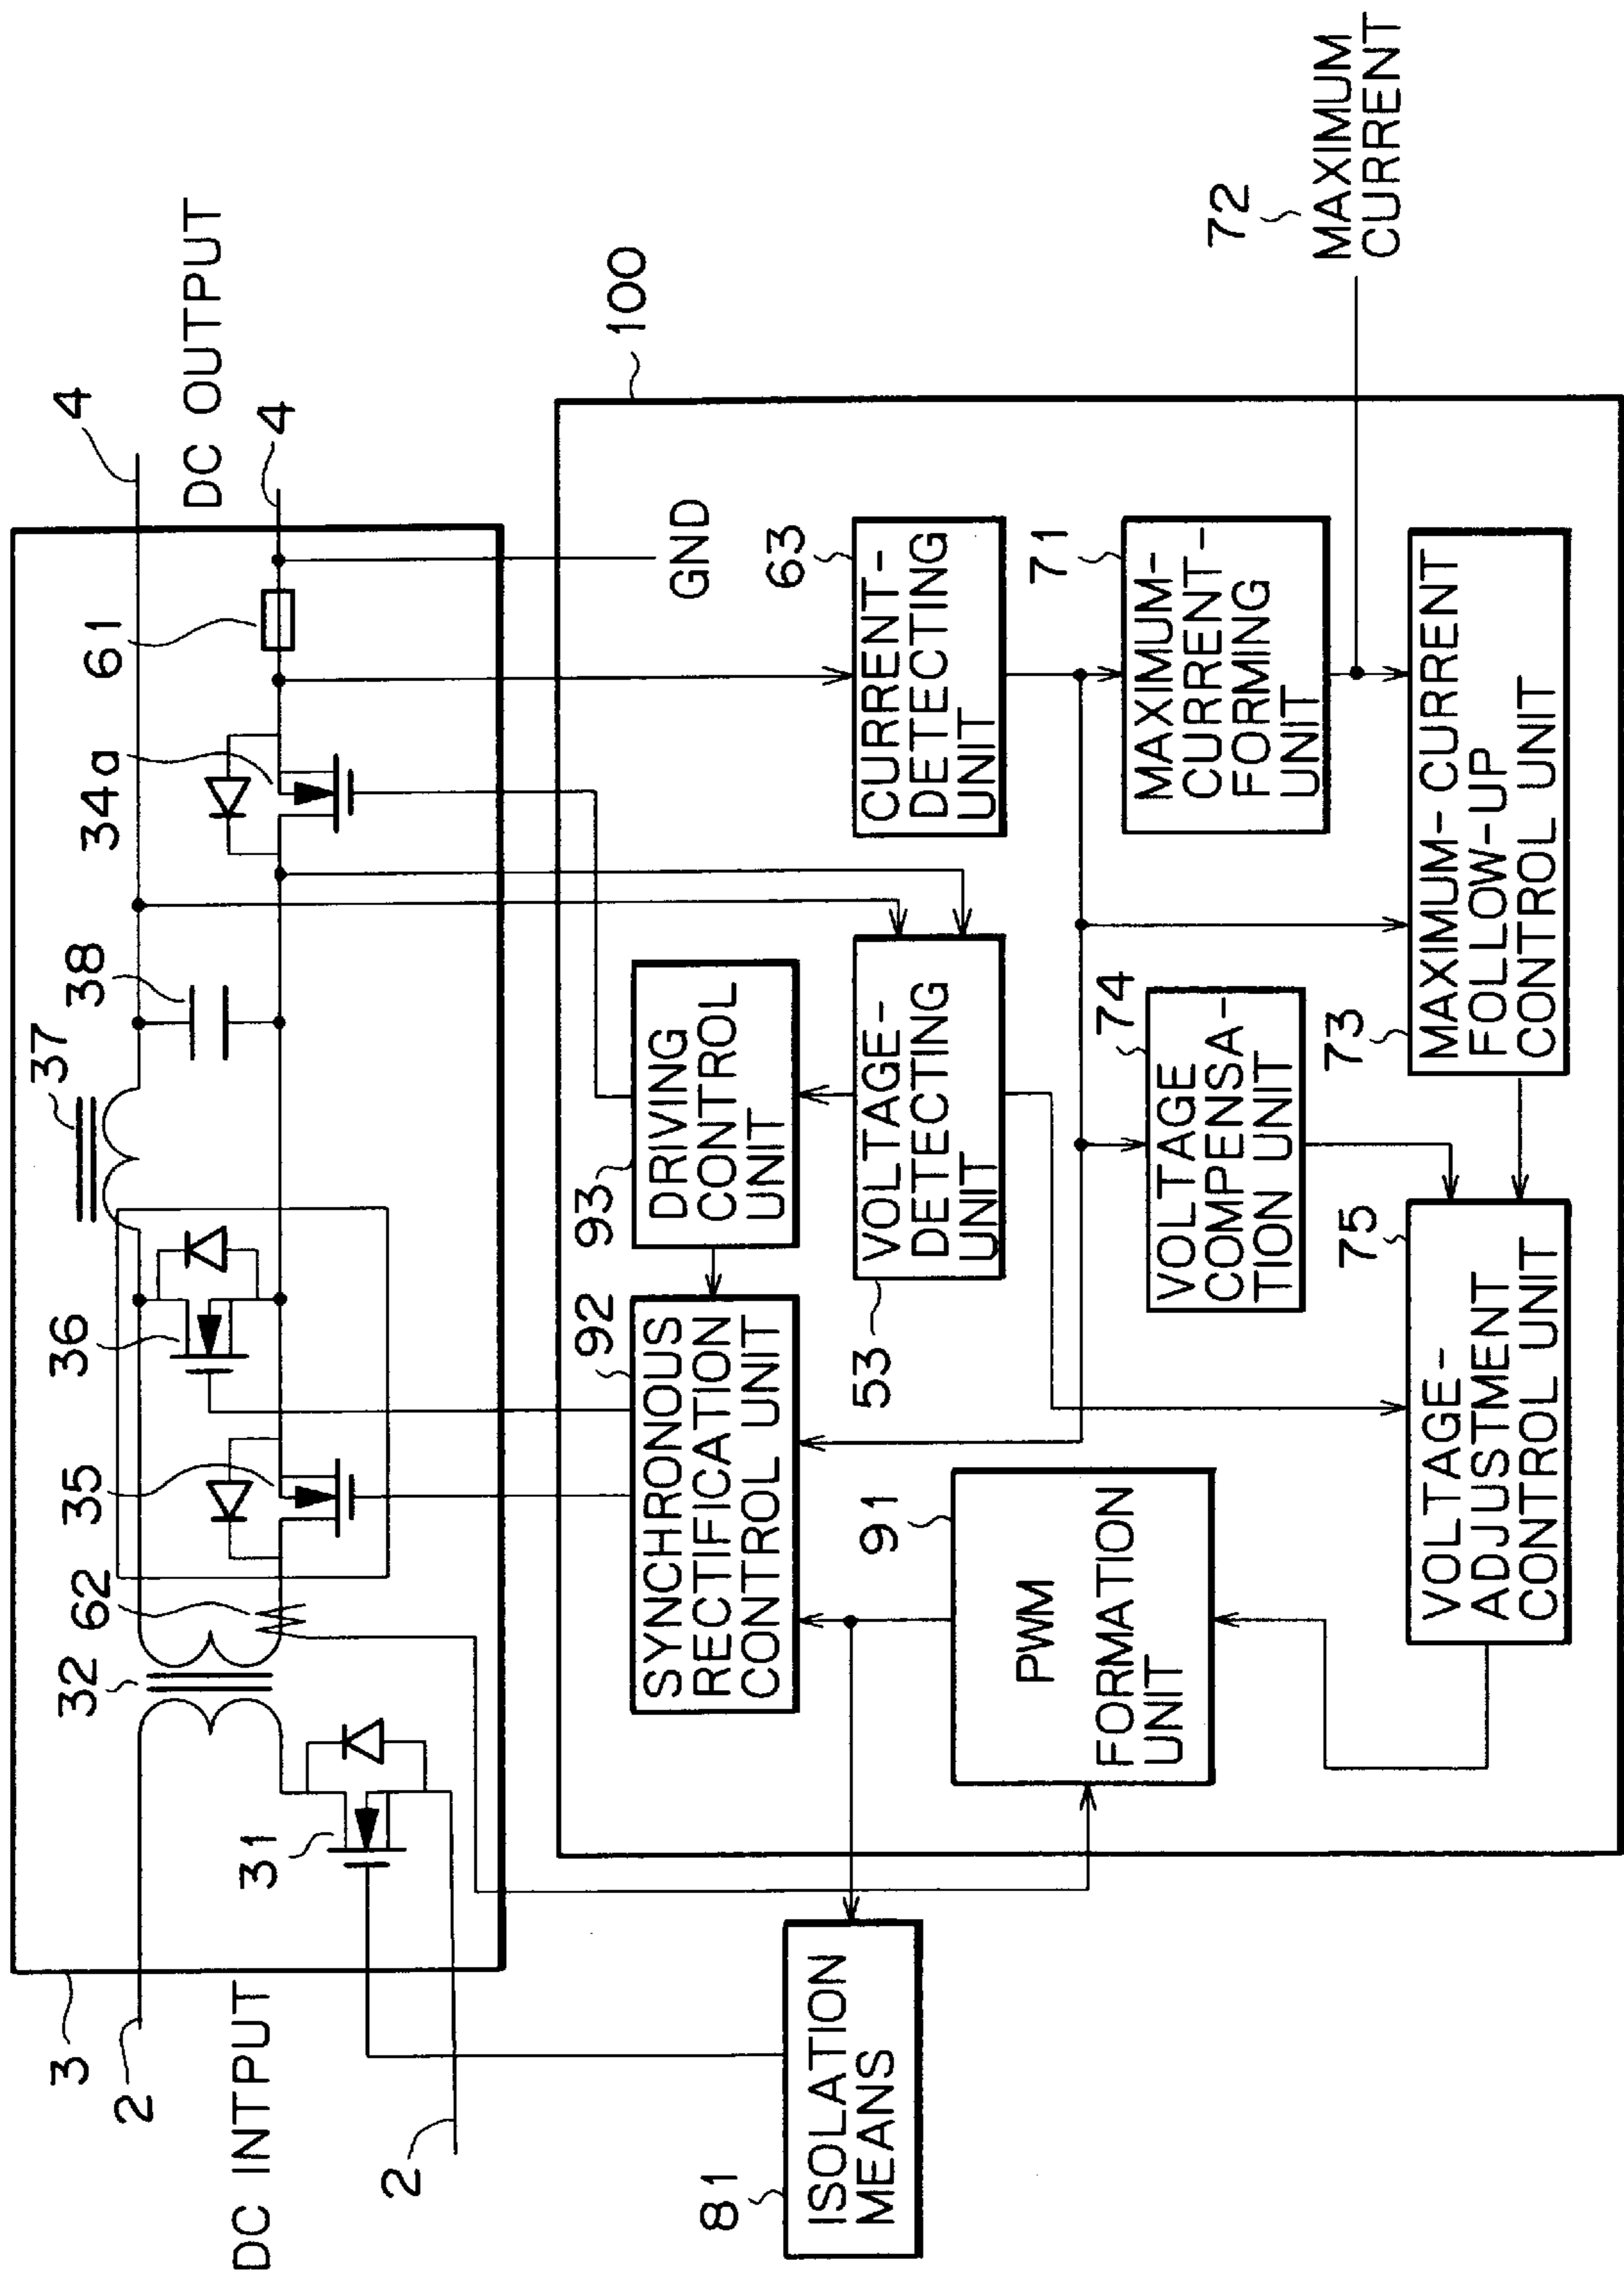 3
2
DC INTPUT
2
31
32
62
35
36
37
38
34a
61
4
DC OUTPUT
4
GND
100
81
ISOLATION
MEANS
92
SYNCHRONOUS
RECTIFICATION
CONTROL UNIT
93
DRIVING
CONTROL
UNIT
53
VOLTAGE-
DETECTING
UNIT
63
CURRENT-
DETECTING
UNIT
91
PWM
FORMATION
UNIT
74
VOLTAGE
COMPENSA-
TION UNIT
71
MAXIMUM-
CURRENT-
FORMING
UNIT
72
MAXIMUM
CURRENT
75
VOLTAGE-
ADJUSTMENT
CONTROL UNIT
73
MAXIMUM-CURRENT
FOLLOW-UP
CONTROL UNIT